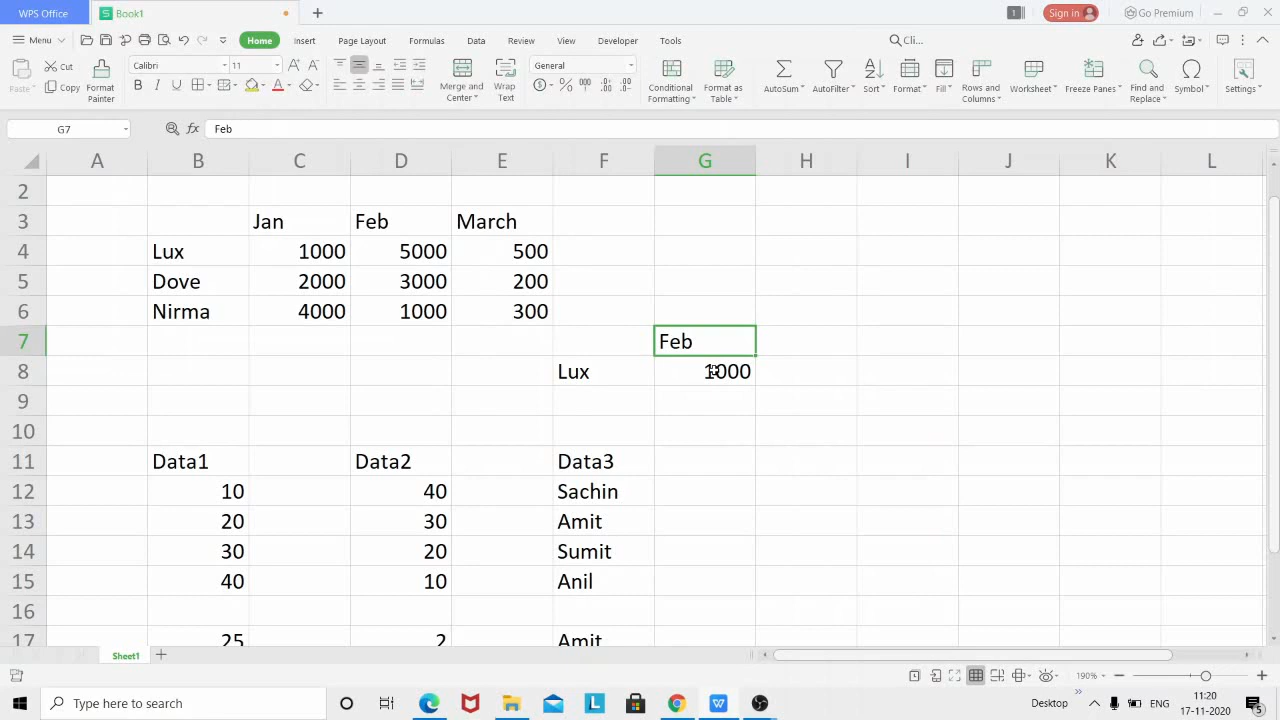 WPS Office Book1 + 1 Sign in Go Premium
Menu Home Insert Page Layout Formulas Data Review View Developer Tools Cli...
Paste Cut Copy Format Painter Calibri 11 Merge and Center Wrap Text General Conditional Formatting Format as Table AutoSum AutoFilter Sort Format Fill Rows and Columns Worksheet Freeze Panes Find and Replace Symbol Settings
G7 fx Feb
A B C D E F G H I J K L
2
3 Jan Feb March
4 Lux 1000 5000 500
5 Dove 2000 3000 200
6 Nirma 4000 1000 300
7 Feb
8 Lux 1000
9
10
11 Data1 Data2 Data3
12 10 40 Sachin
13 20 30 Amit
14 30 20 Sumit
15 40 10 Anil
16
17 25 2 Amit
Sheet1 +
190% − +
Type here to search Desktop ENG 11:20
17-11-2020 5